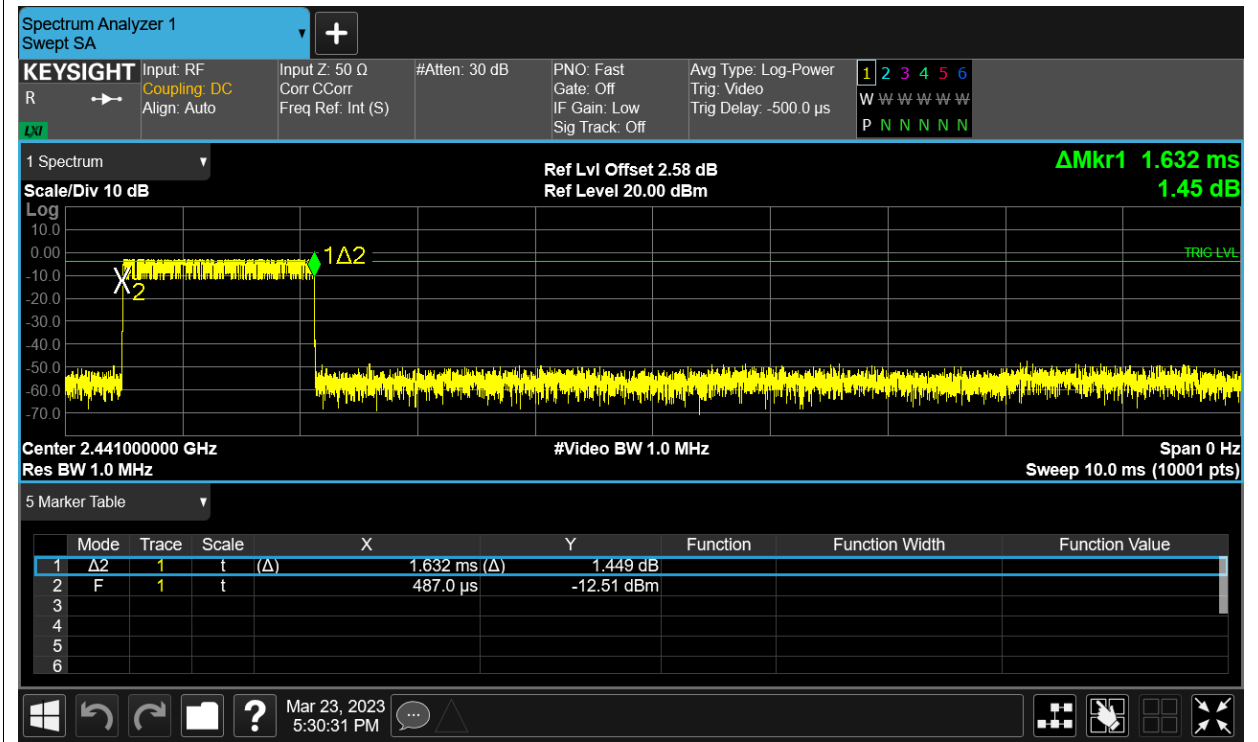 Spectrum Analyzer 1
Swept SA
KEYSIGHT Input: RF Input Z: 50 Ω #Atten: 30 dB PNO: Fast Avg Type: Log-Power 1 2 3 4 5 6
R Coupling: DC Corr CCorr Gate: Off Trig: Video W W W W W W
Align: Auto Freq Ref: Int (S) IF Gain: Low Trig Delay: -500.0 µs
LXI Sig Track: Off P N N N N N
1 Spectrum Ref Lvl Offset 2.58 dB ΔMkr1 1.632 ms
Scale/Div 10 dB Ref Level 20.00 dBm 1.45 dB
Log
10.0
0.00 1Δ2 TRIG LVL
-10.0
2
-20.0
-30.0
-40.0
-50.0
-60.0
-70.0
Center 2.441000000 GHz #Video BW 1.0 MHz Span 0 Hz
Res BW 1.0 MHz Sweep 10.0 ms (10001 pts)
5 Marker Table
Mode Trace Scale X Y Function Function Width Function Value
1 Δ2 1 t (Δ) 1.632 ms (Δ) 1.449 dB
2 F 1 t 487.0 µs -12.51 dBm
3
4
5
6
? Mar 23, 2023
5:30:31 PM